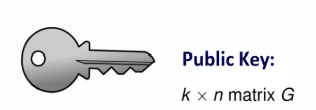 Public Key:
k × n matrix G